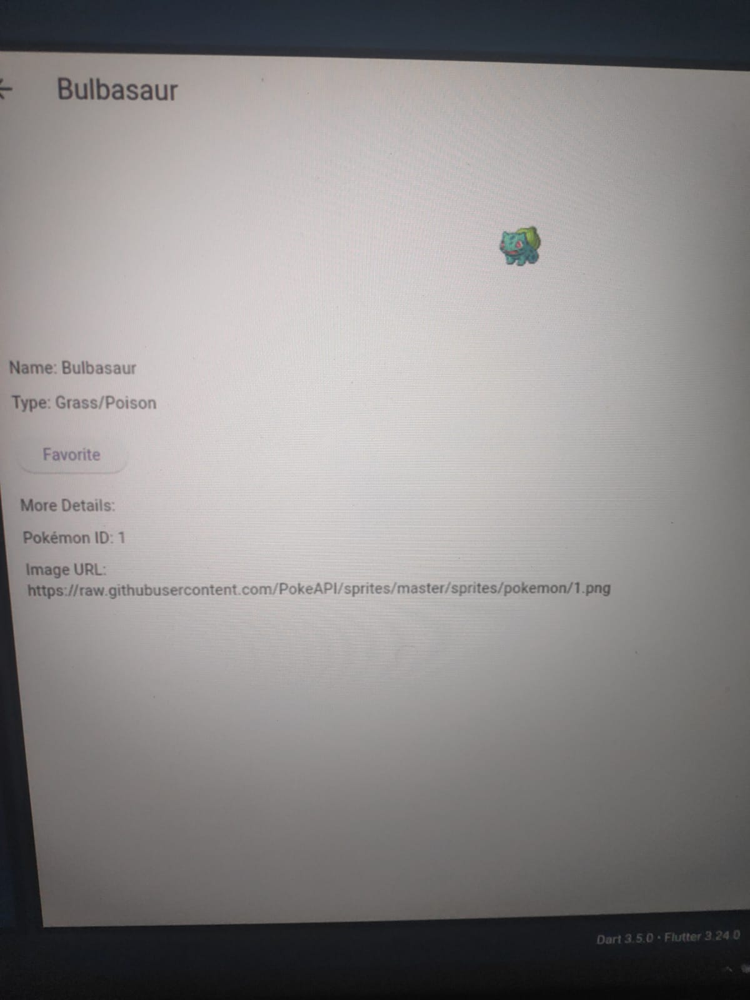 Bulbasaur
Name: Bulbasaur
Type: Grass/Poison
Favorite
More Details:
Pokémon ID: 1
Image URL:
https://raw.githubusercontent.com/PokeAPI/sprites/master/sprites/pokemon/1.png
Dart 3.5.0 • Flutter 3.24.0